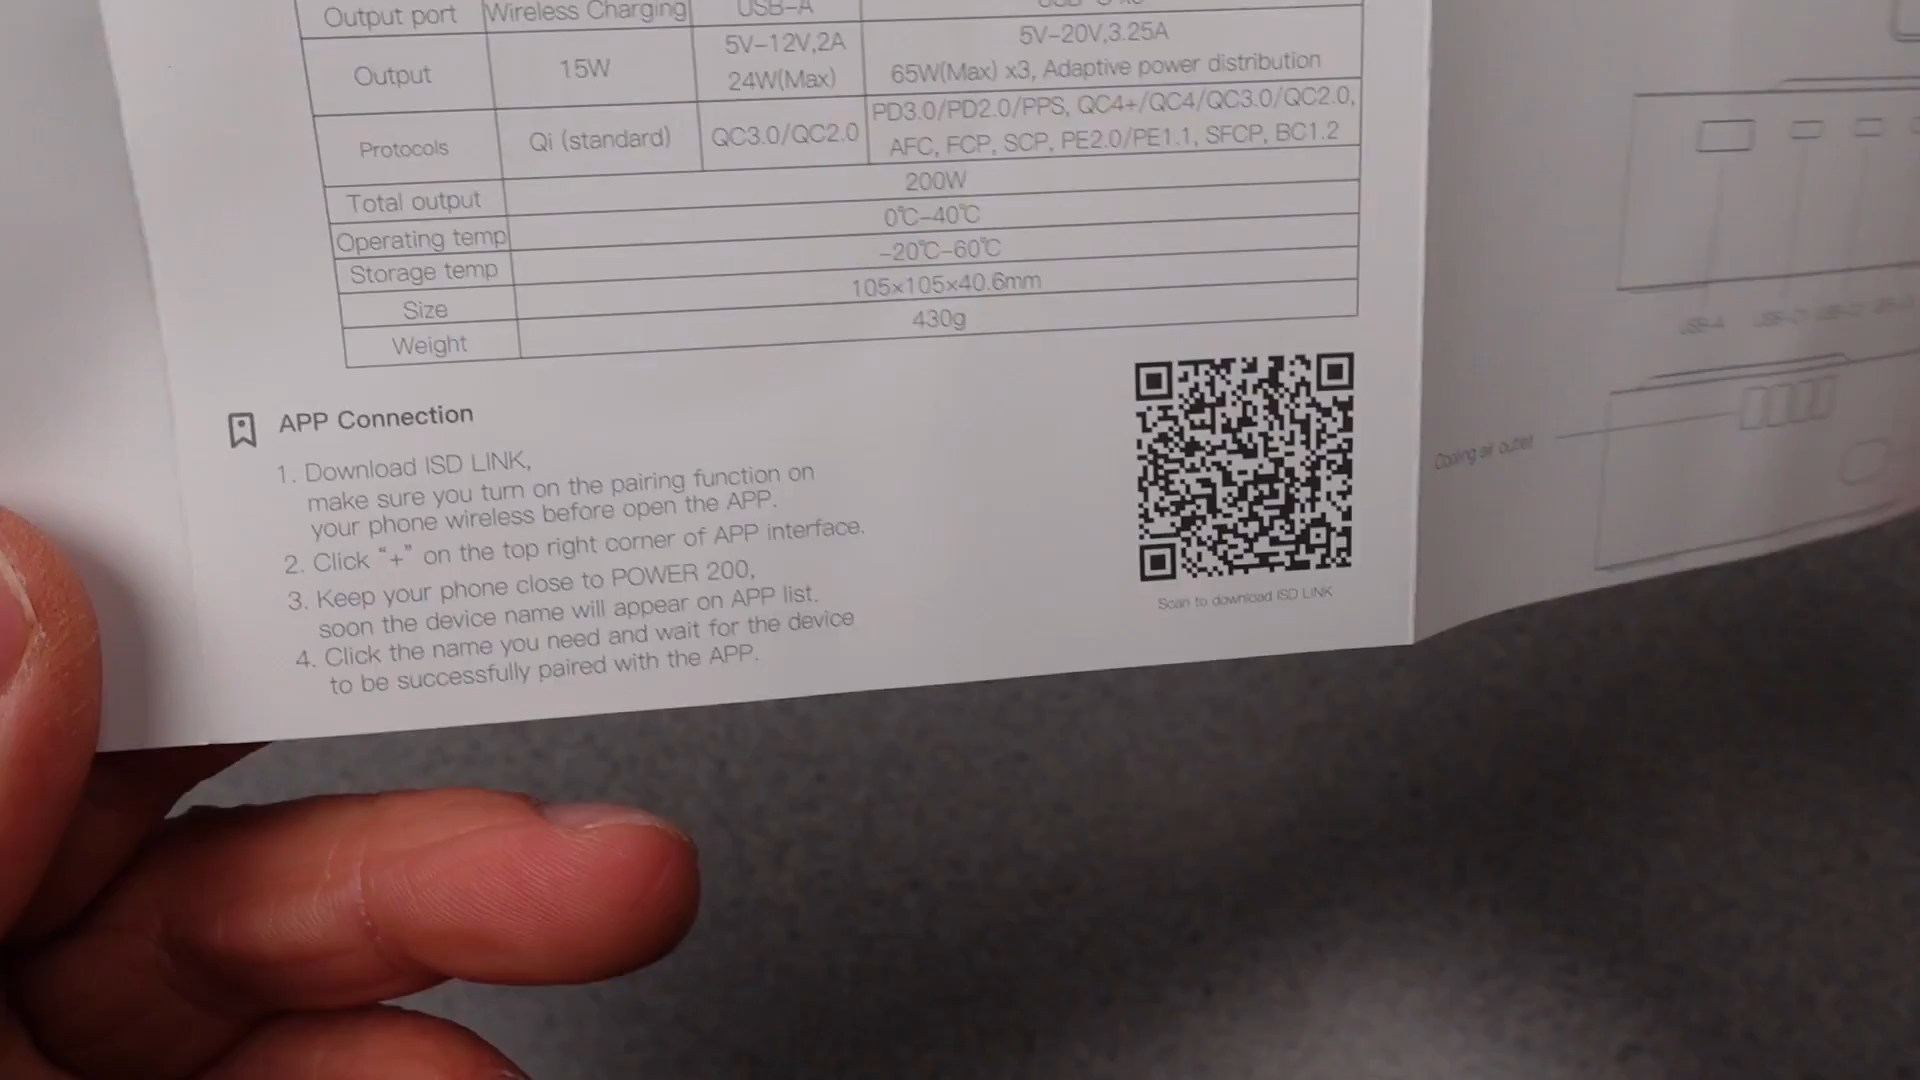 Output port Wireless Charging USB-A
Output 15W 5V-12V,2A 24W(Max) 5V-20V,3.25A 65W(Max) x3, Adaptive power distribution
Protocols Qi (standard) QC3.0/QC2.0 PD3.0/PD2.0/PPS, QC4+/QC4/QC3.0/QC2.0, AFC, FCP, SCP, PE2.0/PE1.1, SFCP, BC1.2
Total output 200W
Operating temp 0℃-40℃
Storage temp -20℃-60℃
Size 105×105×40.6mm
Weight 430g
APP Connection
1. Download ISD LINK,
make sure you turn on the pairing function on
your phone wireless before open the APP.
2. Click “+” on the top right corner of APP interface.
3. Keep your phone close to POWER 200,
soon the device name will appear on APP list.
4. Click the name you need and wait for the device
to be successfully paired with the APP.
Scan to download ISD LINK
USB-A
Cooling air outlet